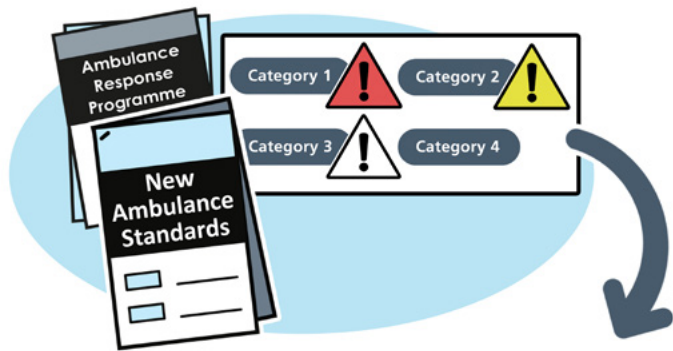 Ambulance
Response
Programme
New
Ambulance
Standards
Category 1
!
Category 2
!
Category 3
!
Category 4